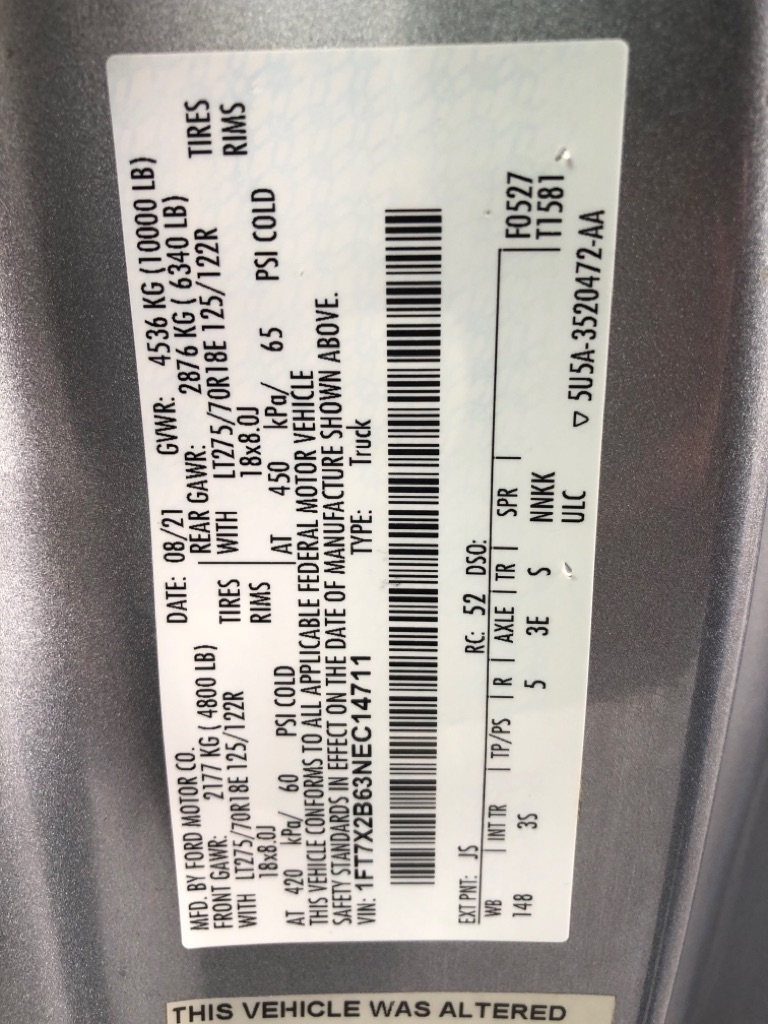 MFD. BY FORD MOTOR CO.
DATE: 08/21 GVWR: 4536 KG (10000 LB)
FRONT GAWR: 2177 KG ( 4800 LB)
REAR GAWR: 2876 KG ( 6340 LB)
WITH LT275/70R18E 125/122R TIRES
WITH LT275/70R18E 125/122R TIRES
18x8.0J RIMS
18x8.0J RIMS
AT 420 kPa/ 60 PSI COLD
AT 450 kPa/ 65 PSI COLD
THIS VEHICLE CONFORMS TO ALL APPLICABLE FEDERAL MOTOR VEHICLE
SAFETY STANDARDS IN EFFECT ON THE DATE OF MANUFACTURE SHOWN ABOVE.
VIN: 1FT7X2B63NEC14711 TYPE: Truck
EXT PNT: JS RC: 52 DSO:
WB INT TR TP/PS R AXLE TR SPR F0527
148 3S 5 3E S NNKK T1581
ULC
▽ 5U5A-3520472-AA
THIS VEHICLE WAS ALTERED